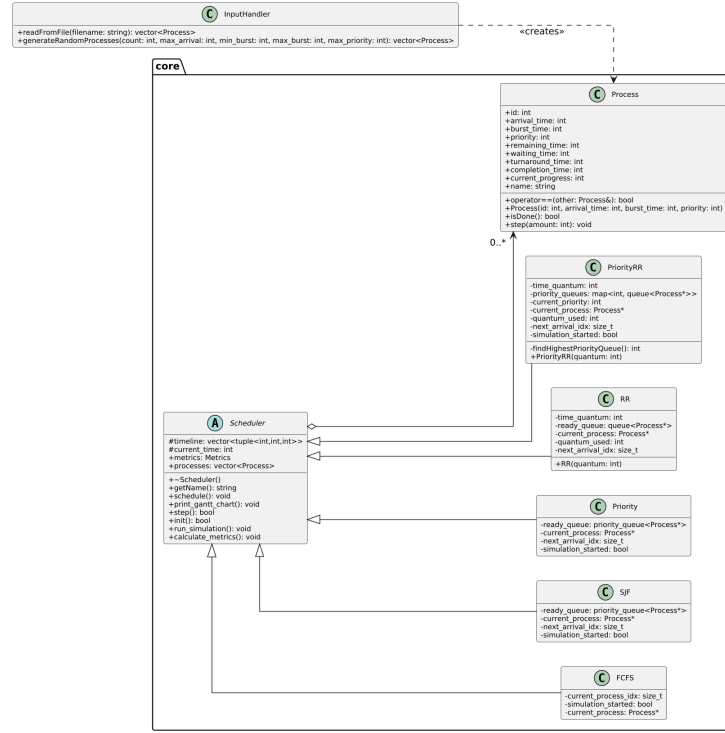 C InputHandler
+readFromFile(filename: string): vector<Process>
+generateRandomProcesses(count: int, max_arrival: int, min_burst: int, max_burst: int, max_priority: int): vector<Process>
«creates»
core
C Process
+id: int
+arrival_time: int
+burst_time: int
+priority: int
+remaining_time: int
+waiting_time: int
+turnaround_time: int
+completion_time: int
+current_progress: int
+name: string
+operator==(other: Process&): bool
+Process(id: int, arrival_time: int, burst_time: int, priority: int)
+isDone(): bool
+step(amount: int): void
0..*
C PriorityRR
-time_quantum: int
-priority_queues: map<int, queue<Process*>>
-current_priority: int
-current_process: Process*
-quantum_used: int
-next_arrival_idx: size_t
-simulation_started: bool
-findHighestPriorityQueue(): int
+PriorityRR(quantum: int)
C RR
-time_quantum: int
-ready_queue: queue<Process*>
-current_process: Process*
-quantum_used: int
-next_arrival_idx: size_t
+RR(quantum: int)
A Scheduler
#timeline: vector<tuple<int,int,int>>
#current_time: int
+metrics: Metrics
+processes: vector<Process>
+~Scheduler()
+getName(): string
+schedule(): void
+print_gantt_chart(): void
+step(): bool
+init(): bool
+run_simulation(): void
+calculate_metrics(): void
C Priority
-ready_queue: priority_queue<Process*>
-current_process: Process*
-next_arrival_idx: size_t
-simulation_started: bool
C SJF
-ready_queue: priority_queue<Process*>
-current_process: Process*
-next_arrival_idx: size_t
-simulation_started: bool
C FCFS
-current_process_idx: size_t
-simulation_started: bool
-current_process: Process*